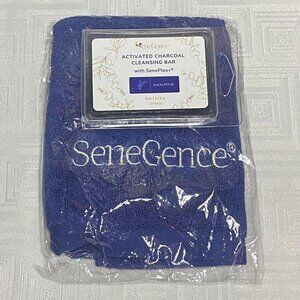 SeneGence®
ACTIVATED CHARCOAL
CLEANSING BAR
with SenePlex+®
EUCALYPTUS
SeneGence®